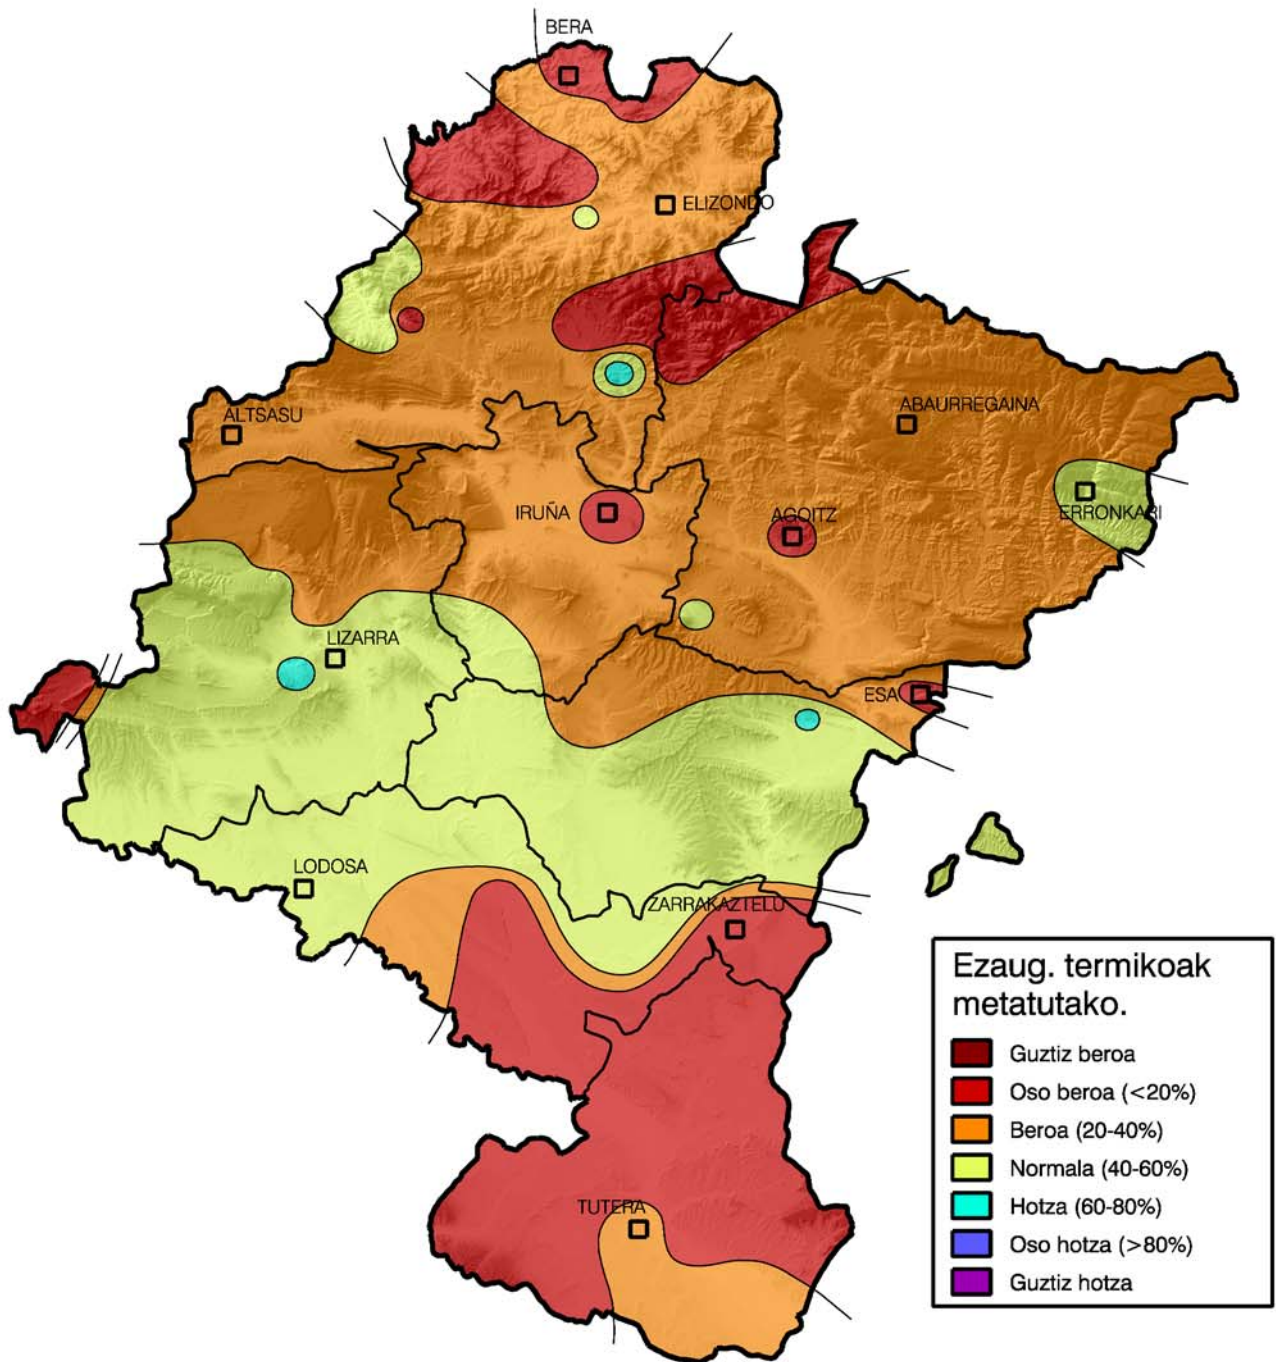 BERA
ELIZONDO
ALTSASU
ABAURREGAINA
IRUÑA
AGOITZ
ERRONKARI
LIZARRA
ESA
LODOSA
ZARRAKAZTELU
TUTERA
Ezaug. termikoak
metatutako.
Guztiz beroa
Oso beroa (<20%)
Beroa (20-40%)
Normala (40-60%)
Hotza (60-80%)
Oso hotza (>80%)
Guztiz hotza